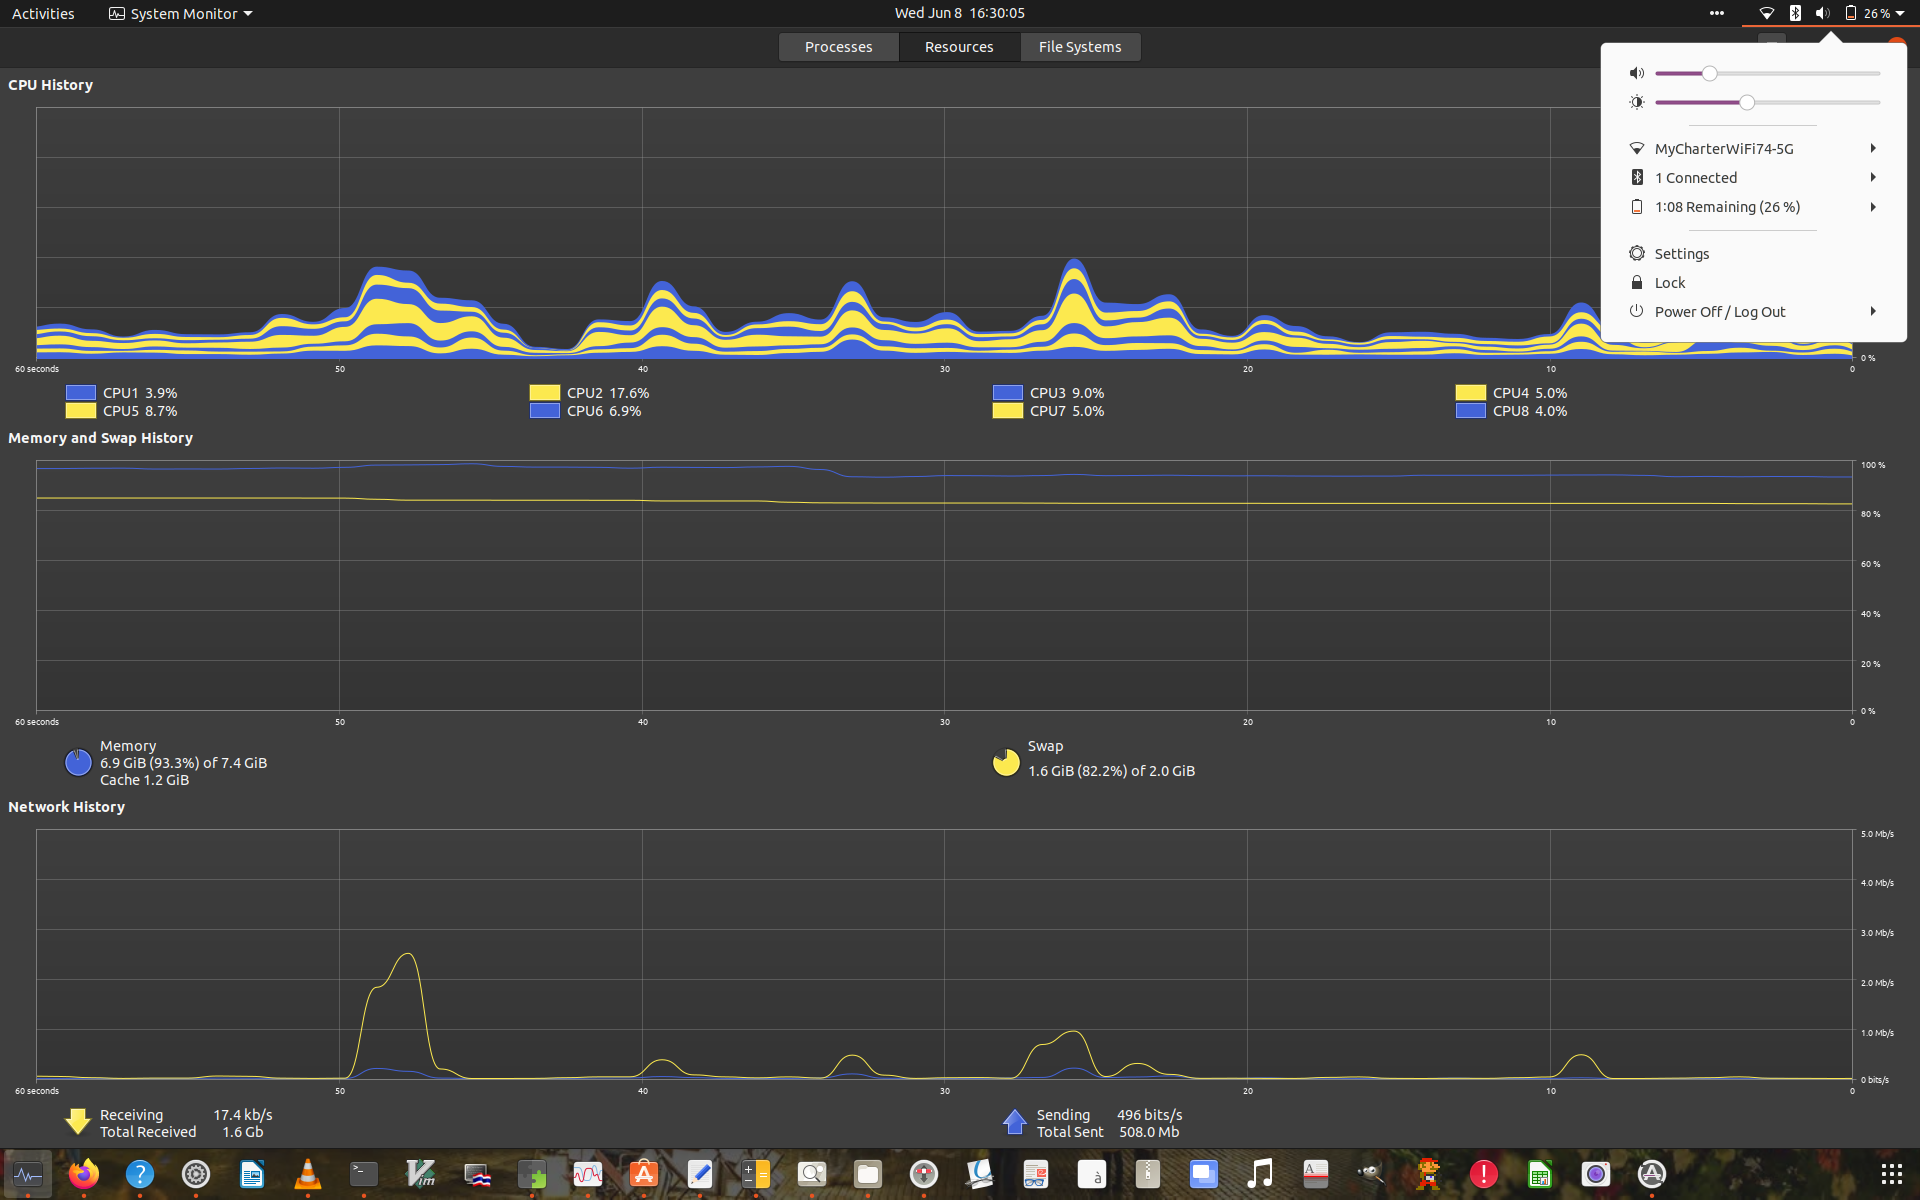 Activities
System Monitor
Wed Jun 8 16:30:05
26 %
Processes
Resources
File Systems
MyCharterWiFi74-5G
1 Connected
1:08 Remaining (26 %)
Settings
Lock
Power Off / Log Out
CPU History
0 %
60 seconds 50 40 30 20 10 0
CPU1 3.9% CPU2 17.6% CPU3 9.0% CPU4 5.0%
CPU5 8.7% CPU6 6.9% CPU7 5.0% CPU8 4.0%
Memory and Swap History
100 %
80 %
60 %
40 %
20 %
0 %
60 seconds 50 40 30 20 10 0
Memory
6.9 GiB (93.3%) of 7.4 GiB
Cache 1.2 GiB
Swap
1.6 GiB (82.2%) of 2.0 GiB
Network History
5.0 Mb/s
4.0 Mb/s
3.0 Mb/s
2.0 Mb/s
1.0 Mb/s
0 bits/s
60 seconds 50 40 30 20 10 0
Receiving 17.4 kb/s
Total Received 1.6 Gb
Sending 496 bits/s
Total Sent 508.0 Mb